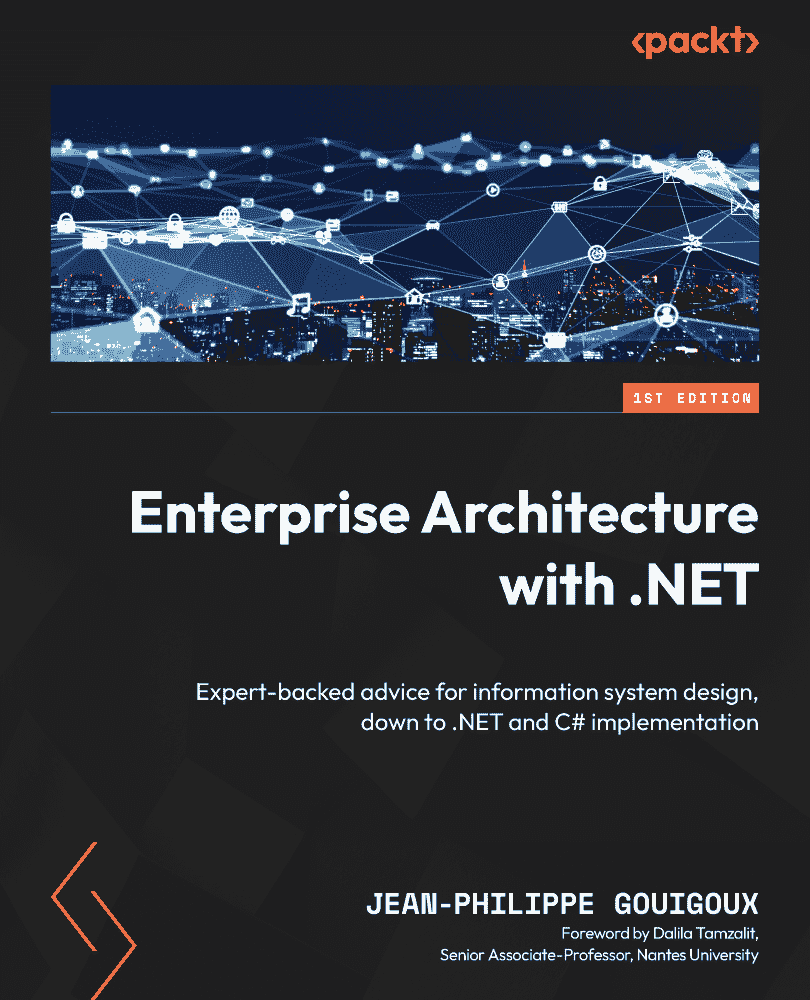 <packt>
1ST EDITION
Enterprise Architecture
with .NET
Expert-backed advice for information system design,
down to .NET and C# implementation
JEAN-PHILIPPE GOUIGOUX
Foreword by Dalila Tamzalit,
Senior Associate-Professor, Nantes University